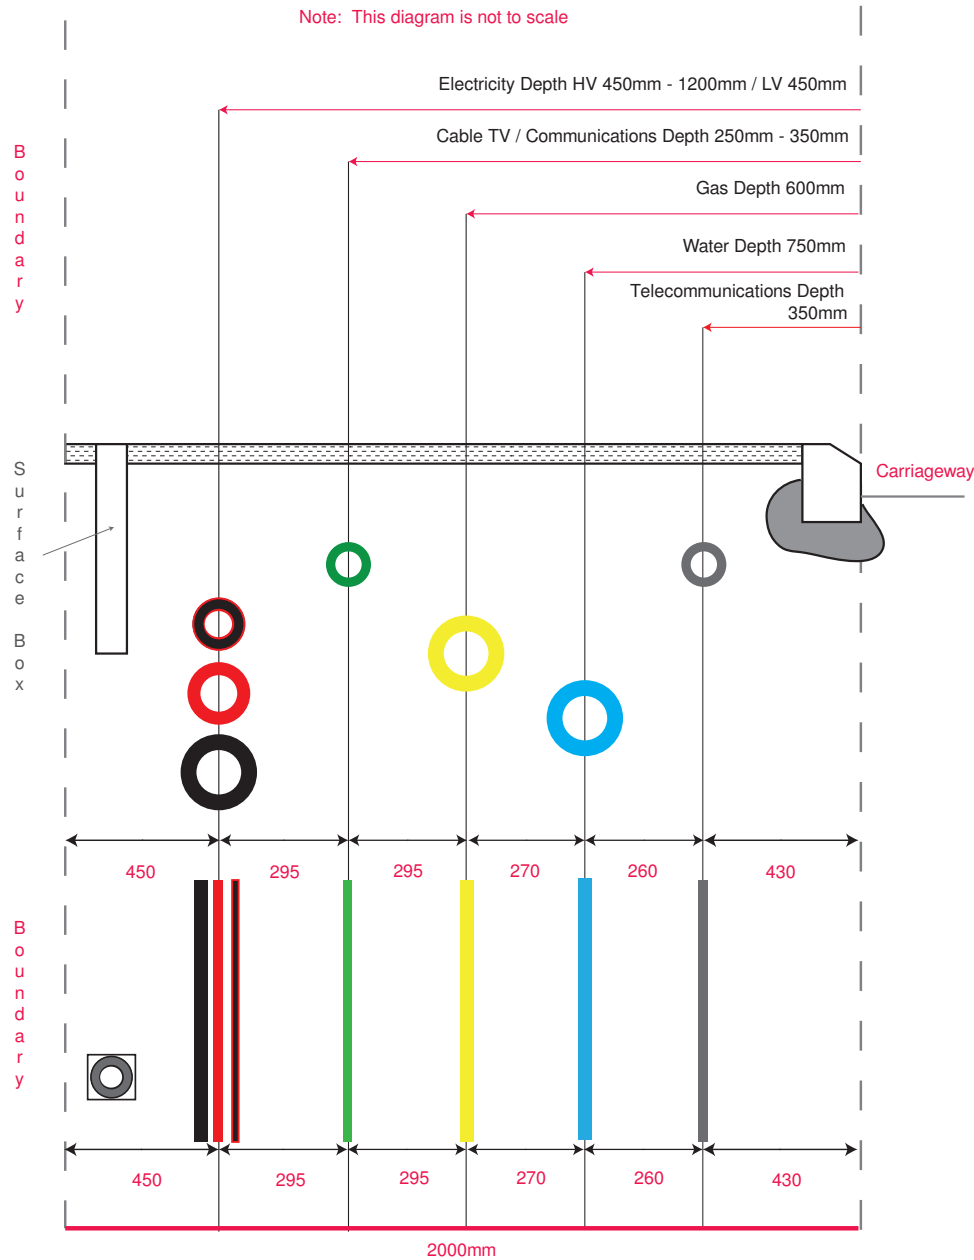 Note: This diagram is not to scale
Electricity Depth HV 450mm - 1200mm / LV 450mm
Cable TV / Communications Depth 250mm - 350mm
Gas Depth 600mm
Water Depth 750mm
Telecommunications Depth
350mm
Boundary
Surface Box
Carriageway
450 295 295 270 260 430
Boundary
450 295 295 270 260 430
2000mm